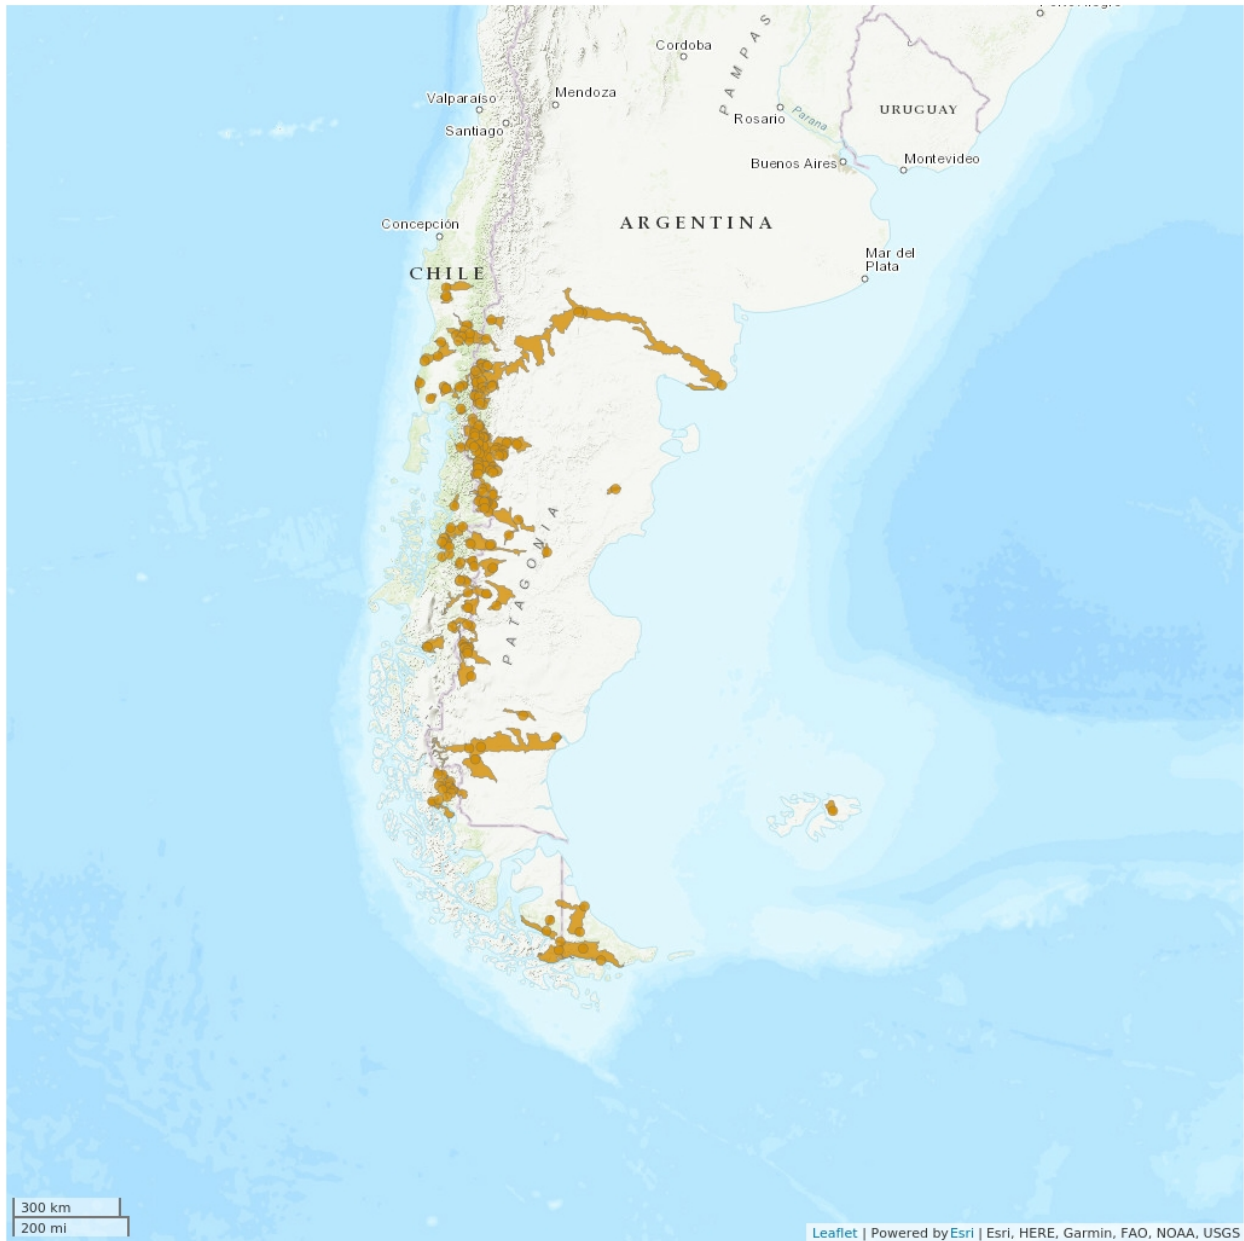 Cordoba
PAMPAS
Mendoza
Valparaíso
Santiago
Rosario
Parana
URUGUAY
Buenos Aires
Montevideo
ARGENTINA
Concepción
Mar del
Plata
CHILE
PATAGONIA
300 km
200 mi
Leaflet | Powered by Esri | Esri, HERE, Garmin, FAO, NOAA, USGS